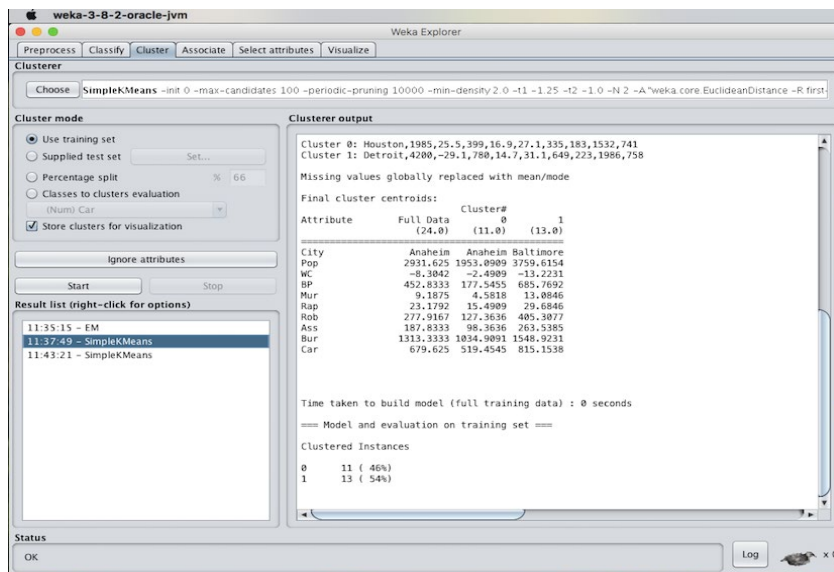 weka-3-8-2-oracle-jvm
Weka Explorer
Preprocess Classify Cluster Associate Select attributes Visualize
Clusterer
Choose SimpleKMeans -init 0 -max-candidates 100 -periodic-pruning 10000 -min-density 2.0 -t1 -1.25 -t2 -1.0 -N 2 -A "weka.core.EuclideanDistance -R first-
Cluster mode
Use training set
Supplied test set Set...
Percentage split % 66
Classes to clusters evaluation
(Num) Car
Store clusters for visualization
Ignore attributes
Start Stop
Result list (right-click for options)
11:35:15 - EM
11:37:49 - SimpleKMeans
11:43:21 - SimpleKMeans
Clusterer output
Cluster 0: Houston,1985,25.5,399,16.9,27.1,335,183,1532,741
Cluster 1: Detroit,4200,-29.1,780,14.7,31.1,649,223,1986,758
Missing values globally replaced with mean/mode
Final cluster centroids:
Cluster#
Attribute Full Data 0 1
(24.0) (11.0) (13.0)
==========================================
City Anaheim Anaheim Baltimore
Pop 2931.625 1953.0909 3759.6154
WC -8.3042 -2.4909 -13.2231
BP 452.8333 177.5455 685.7692
Mur 9.1875 4.5818 13.0846
Rap 23.1792 15.4909 29.6846
Rob 277.9167 127.3636 405.3077
Ass 187.8333 98.3636 263.5385
Bur 1313.3333 1034.9091 1548.9231
Car 679.625 519.4545 815.1538
Time taken to build model (full training data) : 0 seconds
=== Model and evaluation on training set ===
Clustered Instances
0 11 ( 46%)
1 13 ( 54%)
Status
OK
Log
x 0